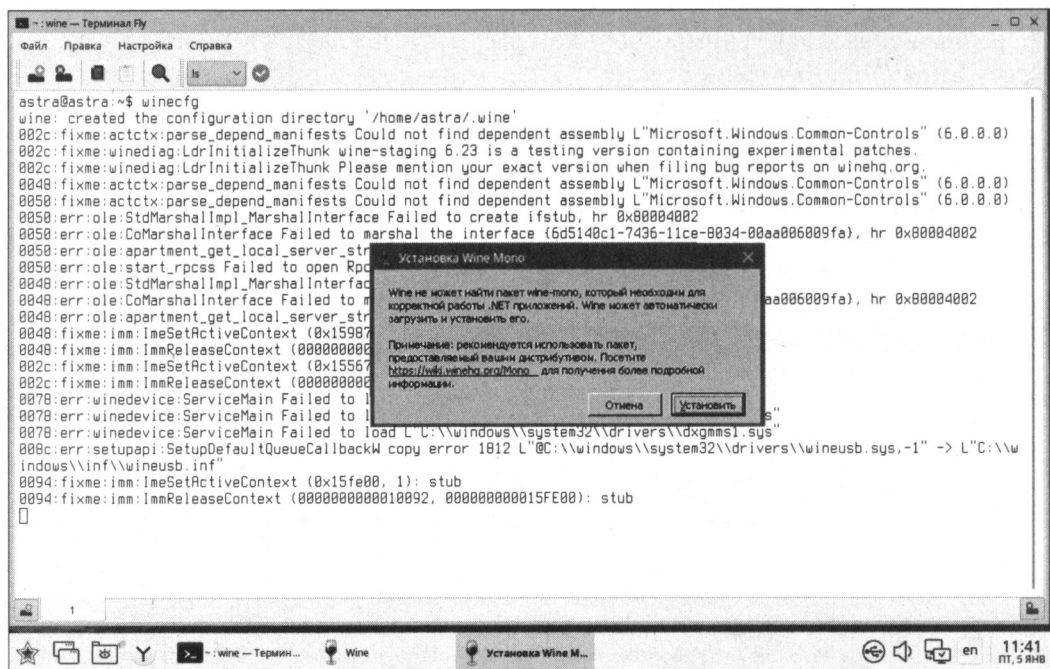 ~ : wine — Терминал Fly
Файл Правка Настройка Справка
ls
astra@astra:~$ winecfg
wine: created the configuration directory '/home/astra/.wine'
002c:fixme:actctx:parse_depend_manifests Could not find dependent assembly L"Microsoft.Windows.Common-Controls" (6.0.0.0)
002c:fixme:winediag:LdrInitializeThunk wine-staging 6.23 is a testing version containing experimental patches.
002c:fixme:winediag:LdrInitializeThunk Please mention your exact version when filing bug reports on winehq.org.
0048:fixme:actctx:parse_depend_manifests Could not find dependent assembly L"Microsoft.Windows.Common-Controls" (6.0.0.0)
0050:fixme:actctx:parse_depend_manifests Could not find dependent assembly L"Microsoft.Windows.Common-Controls" (6.0.0.0)
0050:err:ole:StdMarshalImpl_MarshalInterface Failed to create ifstub, hr 0x80004002
0050:err:ole:CoMarshalInterface Failed to marshal the interface {6d5140c1-7436-11ce-8034-00aa006009fa}, hr 0x80004002
0050:err:ole:apartment_get_local_server_str
0050:err:ole:start_rpcss Failed to open Rpc
0048:err:ole:StdMarshalImpl_MarshalInterfac
0048:err:ole:CoMarshalInterface Failed to m aa006009fa}, hr 0x80004002
0048:err:ole:apartment_get_local_server_str
0048:fixme:imm:ImeSetActiveContext (0x15987
0048:fixme:imm:ImmReleaseContext (000000000
002c:fixme:imm:ImeSetActiveContext (0x15567
002c:fixme:imm:ImmReleaseContext (000000000
0078:err:winedevice:ServiceMain Failed to l
0078:err:winedevice:ServiceMain Failed to l s"
0078:err:winedevice:ServiceMain Failed to load L"C:\\windows\\system32\\drivers\\dxgmms1.sys"
008c:err:setupapi:SetupDefaultQueueCallbackW copy error 1812 L"@C:\\windows\\system32\\drivers\\wineusb.sys,-1" -> L"C:\\w
indows\\inf\\wineusb.inf"
0094:fixme:imm:ImeSetActiveContext (0x15fe00, 1): stub
0094:fixme:imm:ImmReleaseContext (0000000000010092, 000000000015FE00): stub
Установка Wine Mono
Wine не может найти пакет wine-mono, который необходим для
корректной работы .NET приложений. Wine может автоматически
загрузить и установить его.
Примечание: рекомендуется использовать пакет,
предоставляемый вашим дистрибутивом. Посетите
https://wiki.winehq.org/Mono для получения более подробной
информации.
Отмена Установить
1
~ : wine — Термин...
Wine
Установка Wine M...
en
11:41
ПТ, 5 ЯНВ